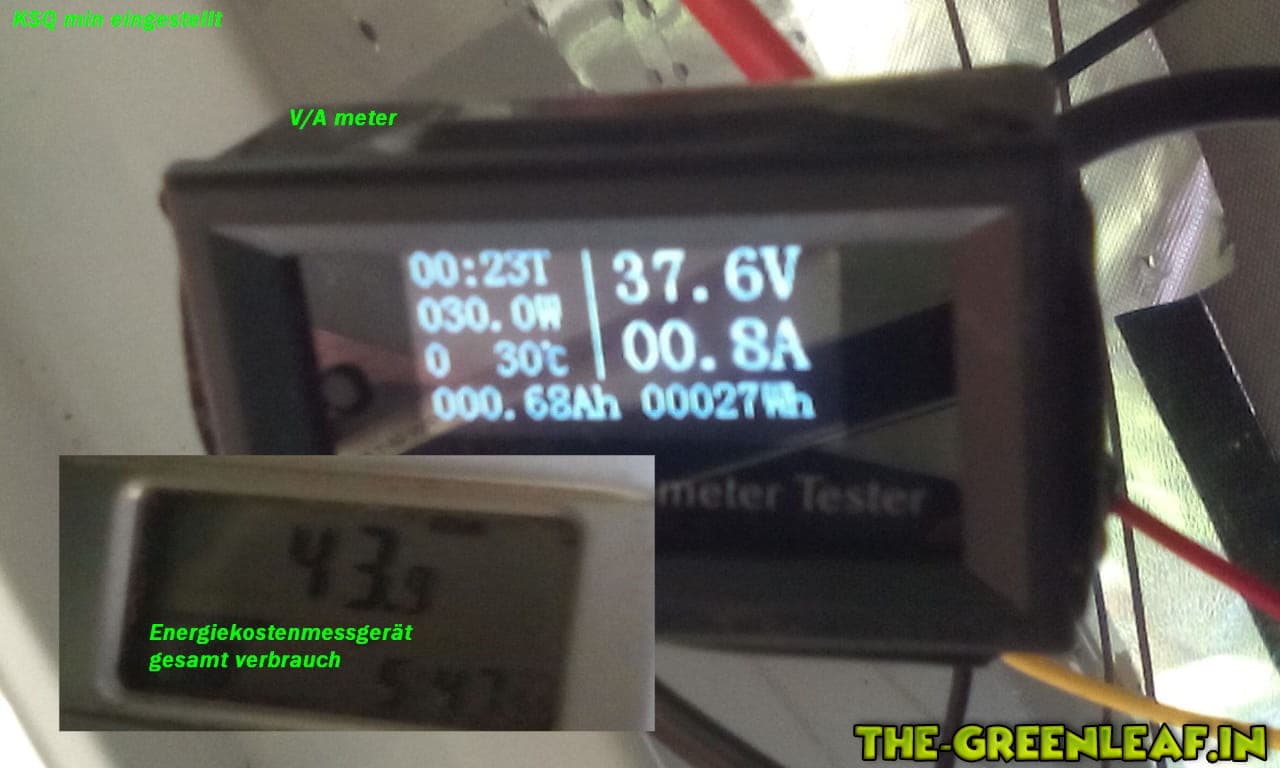 KSQ min eingestellt
V/A meter
00:23T
37.6V
030.0W
00.8A
0 30℃
000.68Ah 00027Wh
meter Tester
43.9
Energiekostenmessgerät
gesamt verbrauch
THE-GREENLEAF.IN